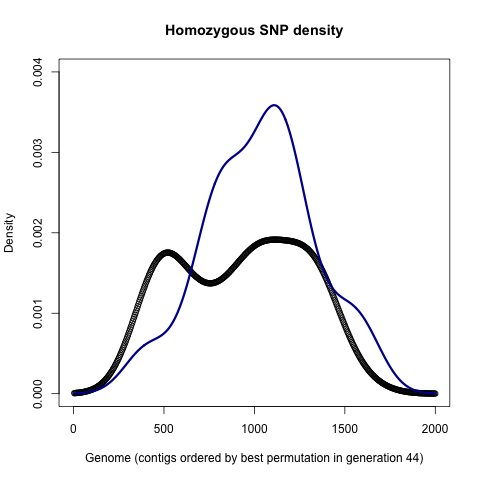 Homozygous SNP density
Density
0.004
0.003
0.002
0.001
0.000
0 500 1000 1500 2000
Genome (contigs ordered by best permutation in generation 44)